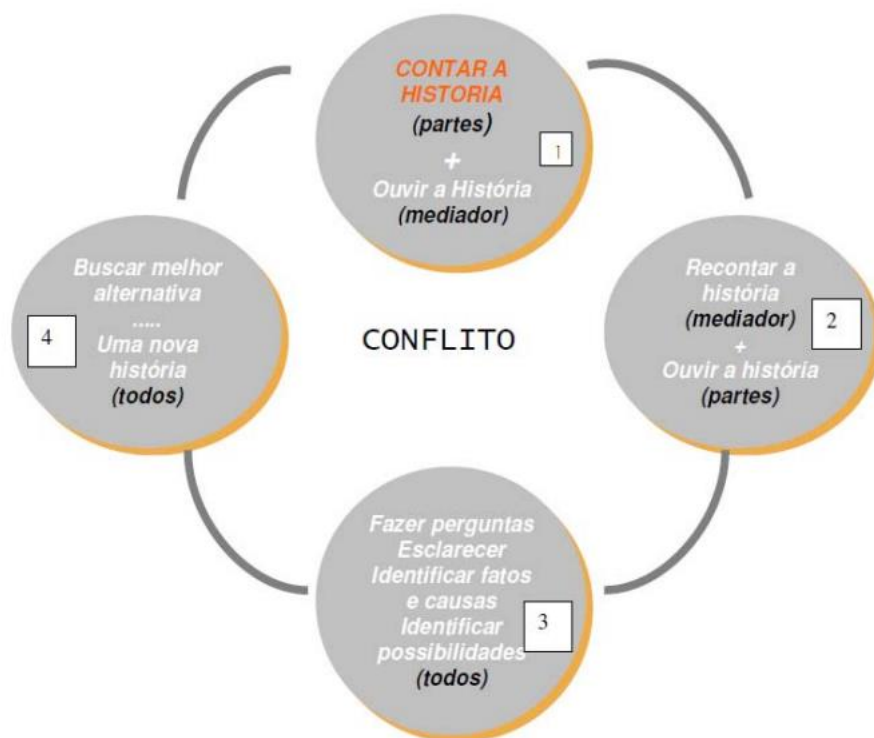 CONTAR A
HISTORIA
(partes)
+
Ouvir a História
(mediador)
1
Recontar a
história
(mediador)
+
Ouvir a história
(partes)
2
Fazer perguntas
Esclarecer
Identificar fatos
e causas
Identificar
possibilidades
(todos)
3
Buscar melhor
alternativa
.....
Uma nova
história
(todos)
4
CONFLITO